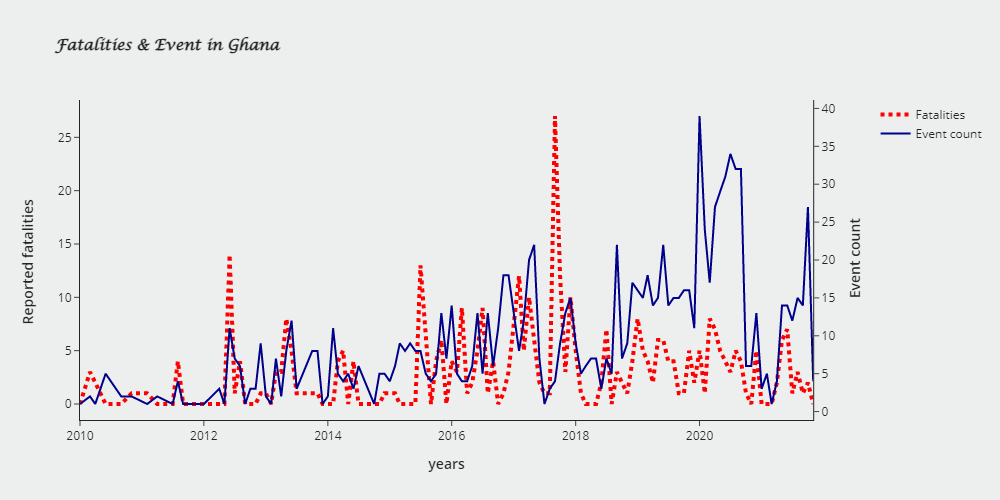 Fatalities & Event in Ghana
Fatalities
Event count
Reported fatalities
25
20
15
10
5
0
Event count
40
35
30
25
20
15
10
5
0
2010 2012 2014 2016 2018 2020
years